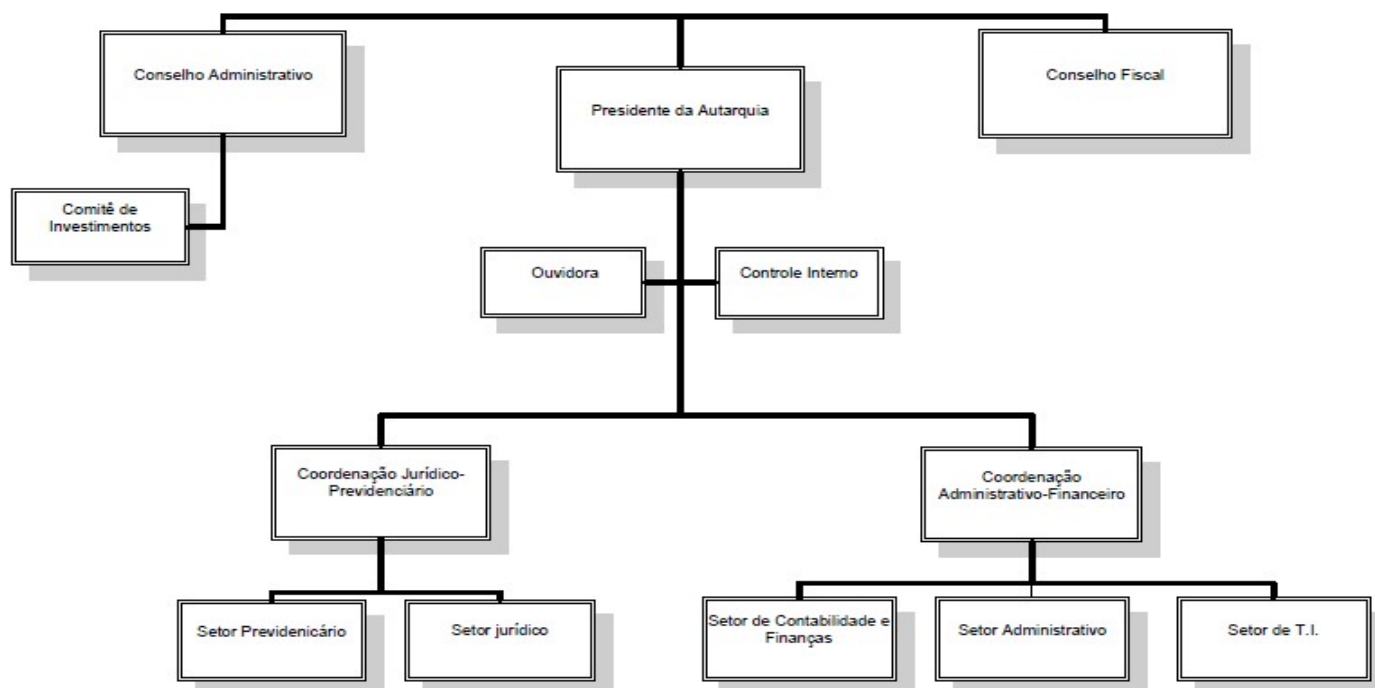 Conselho Administrativo
Presidente da Autarquia
Conselho Fiscal
Comitê de
Investimentos
Ouvidora
Controle Interno
Coordenação Jurídico-
Previdenciário
Coordenação
Administrativo-Financeiro
Setor Previdenicário
Setor jurídico
Setor de Contabilidade e
Finanças
Setor Administrativo
Setor de T.I.